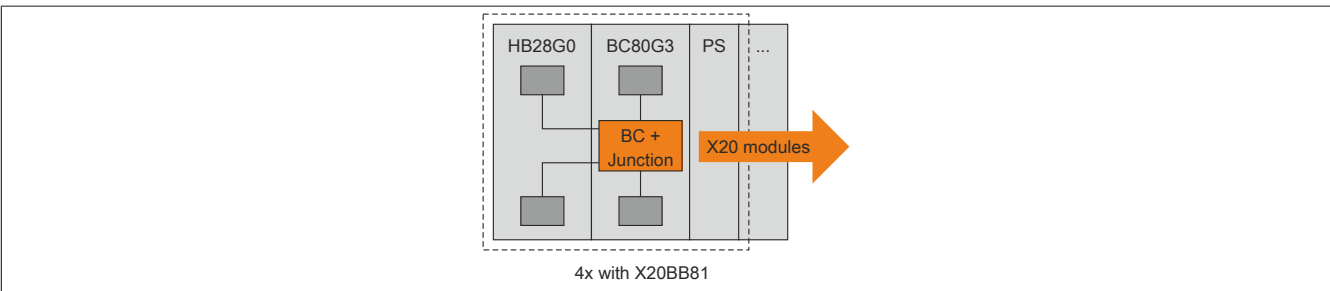 HB28G0 BC80G3 PS ...
BC +
Junction
X20 modules
4x with X20BB81